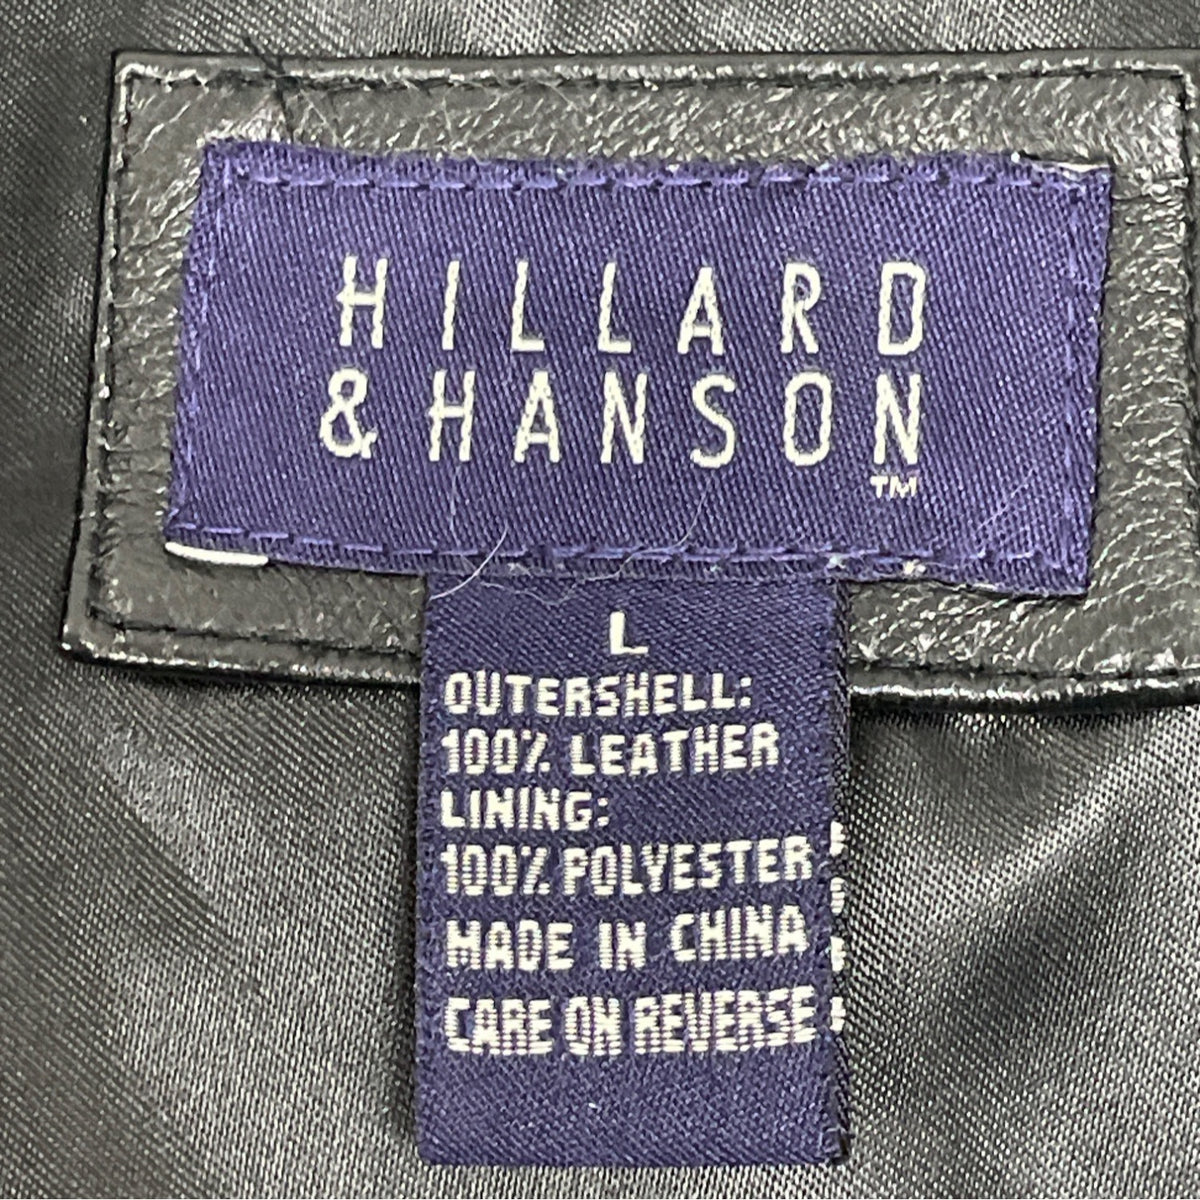 HILLARD
& HANSON
TM
L
OUTERSHELL:
100% LEATHER
LINING:
100% POLYESTER
MADE IN CHINA
CARE ON REVERSE